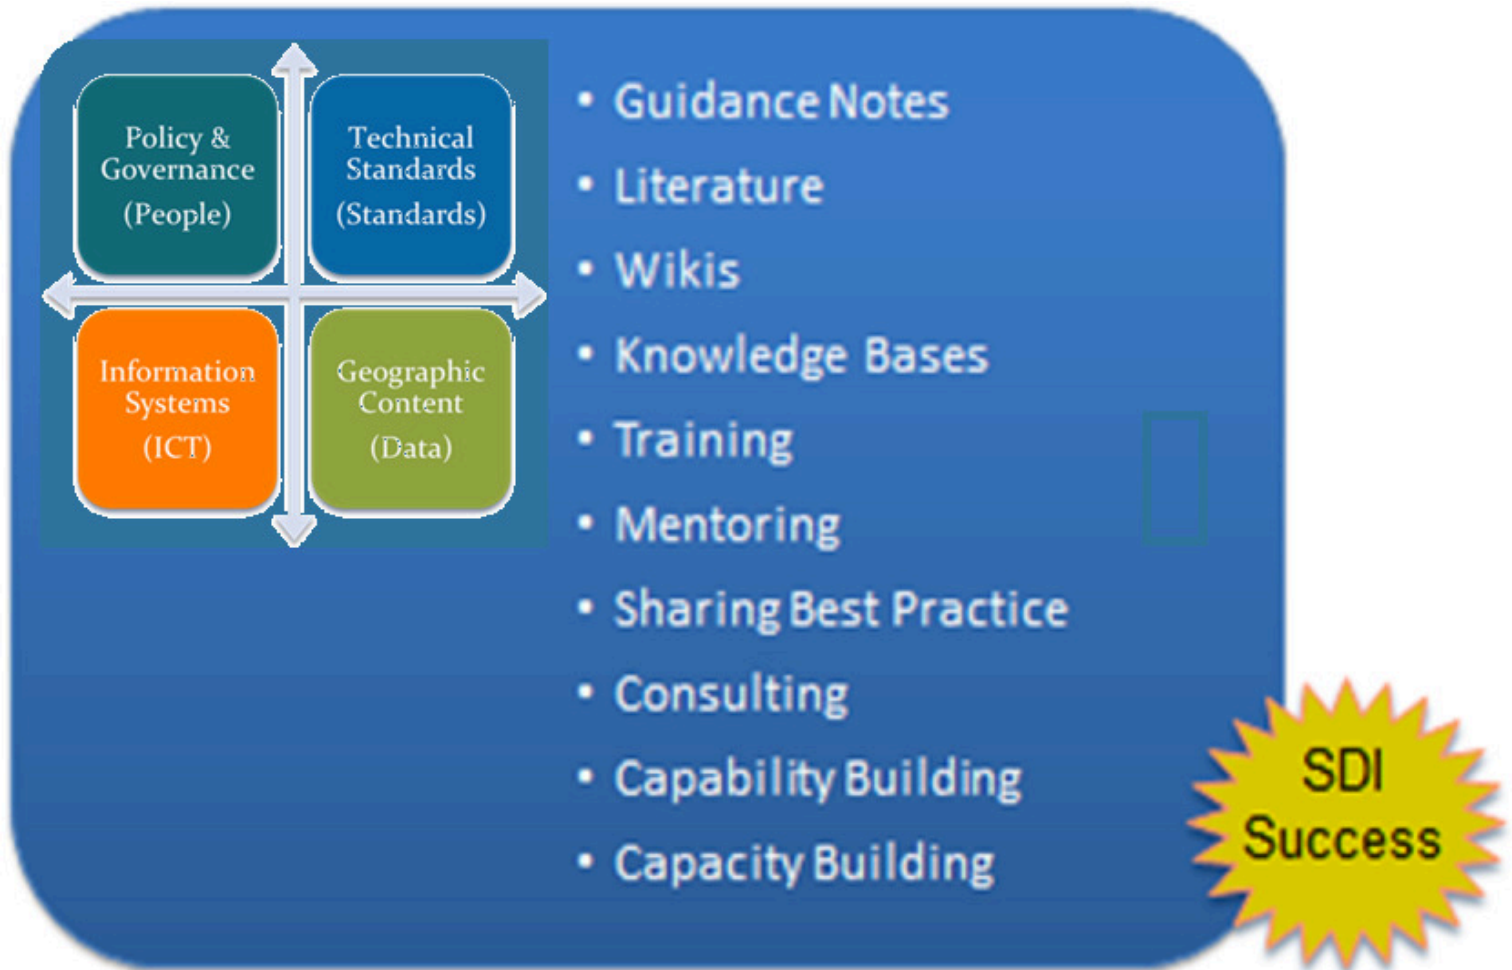 Policy &
Governance
(People)
Technical
Standards
(Standards)
Information
Systems
(ICT)
Geographic
Content
(Data)
• Guidance Notes
• Literature
• Wikis
• Knowledge Bases
• Training
• Mentoring
• Sharing Best Practice
• Consulting
• Capability Building
• Capacity Building
SDI
Success